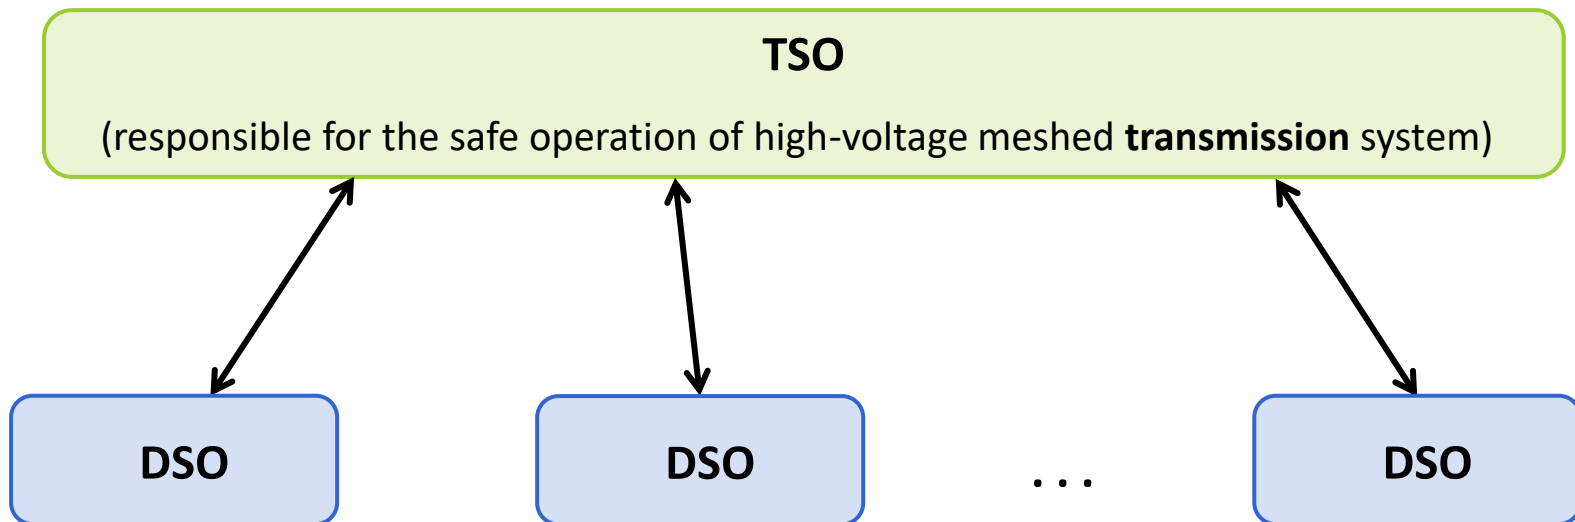 TSO
(responsible for the safe operation of high-voltage meshed transmission system)
DSO
DSO
. . .
DSO